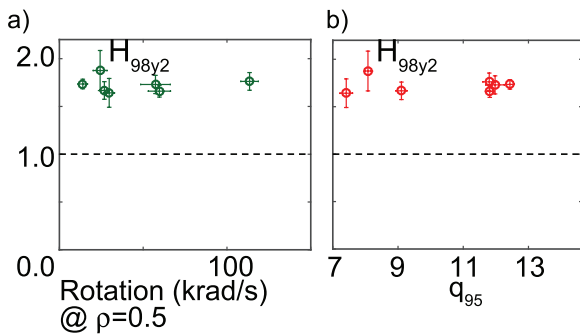 a)
H98y2
2.0
1.0
0.0
100
Rotation (krad/s)
@ ρ=0.5
b)
H98y2
7 9 11 13
q95